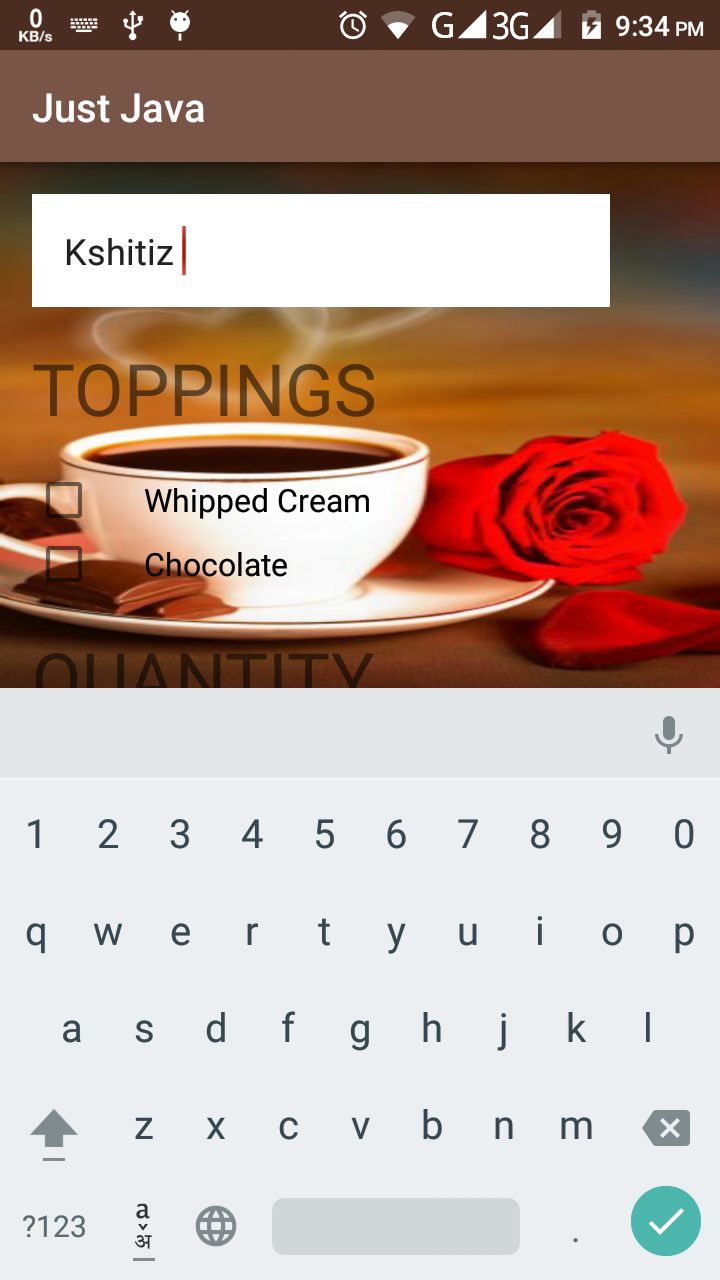 0
KB/s
G 3G 9:34 PM
Just Java
Kshitiz
TOPPINGS
Whipped Cream
Chocolate
QUANTITY
1 2 3 4 5 6 7 8 9 0
q w e r t y u i o p
a s d f g h j k l
z x c v b n m
?123 a अ .